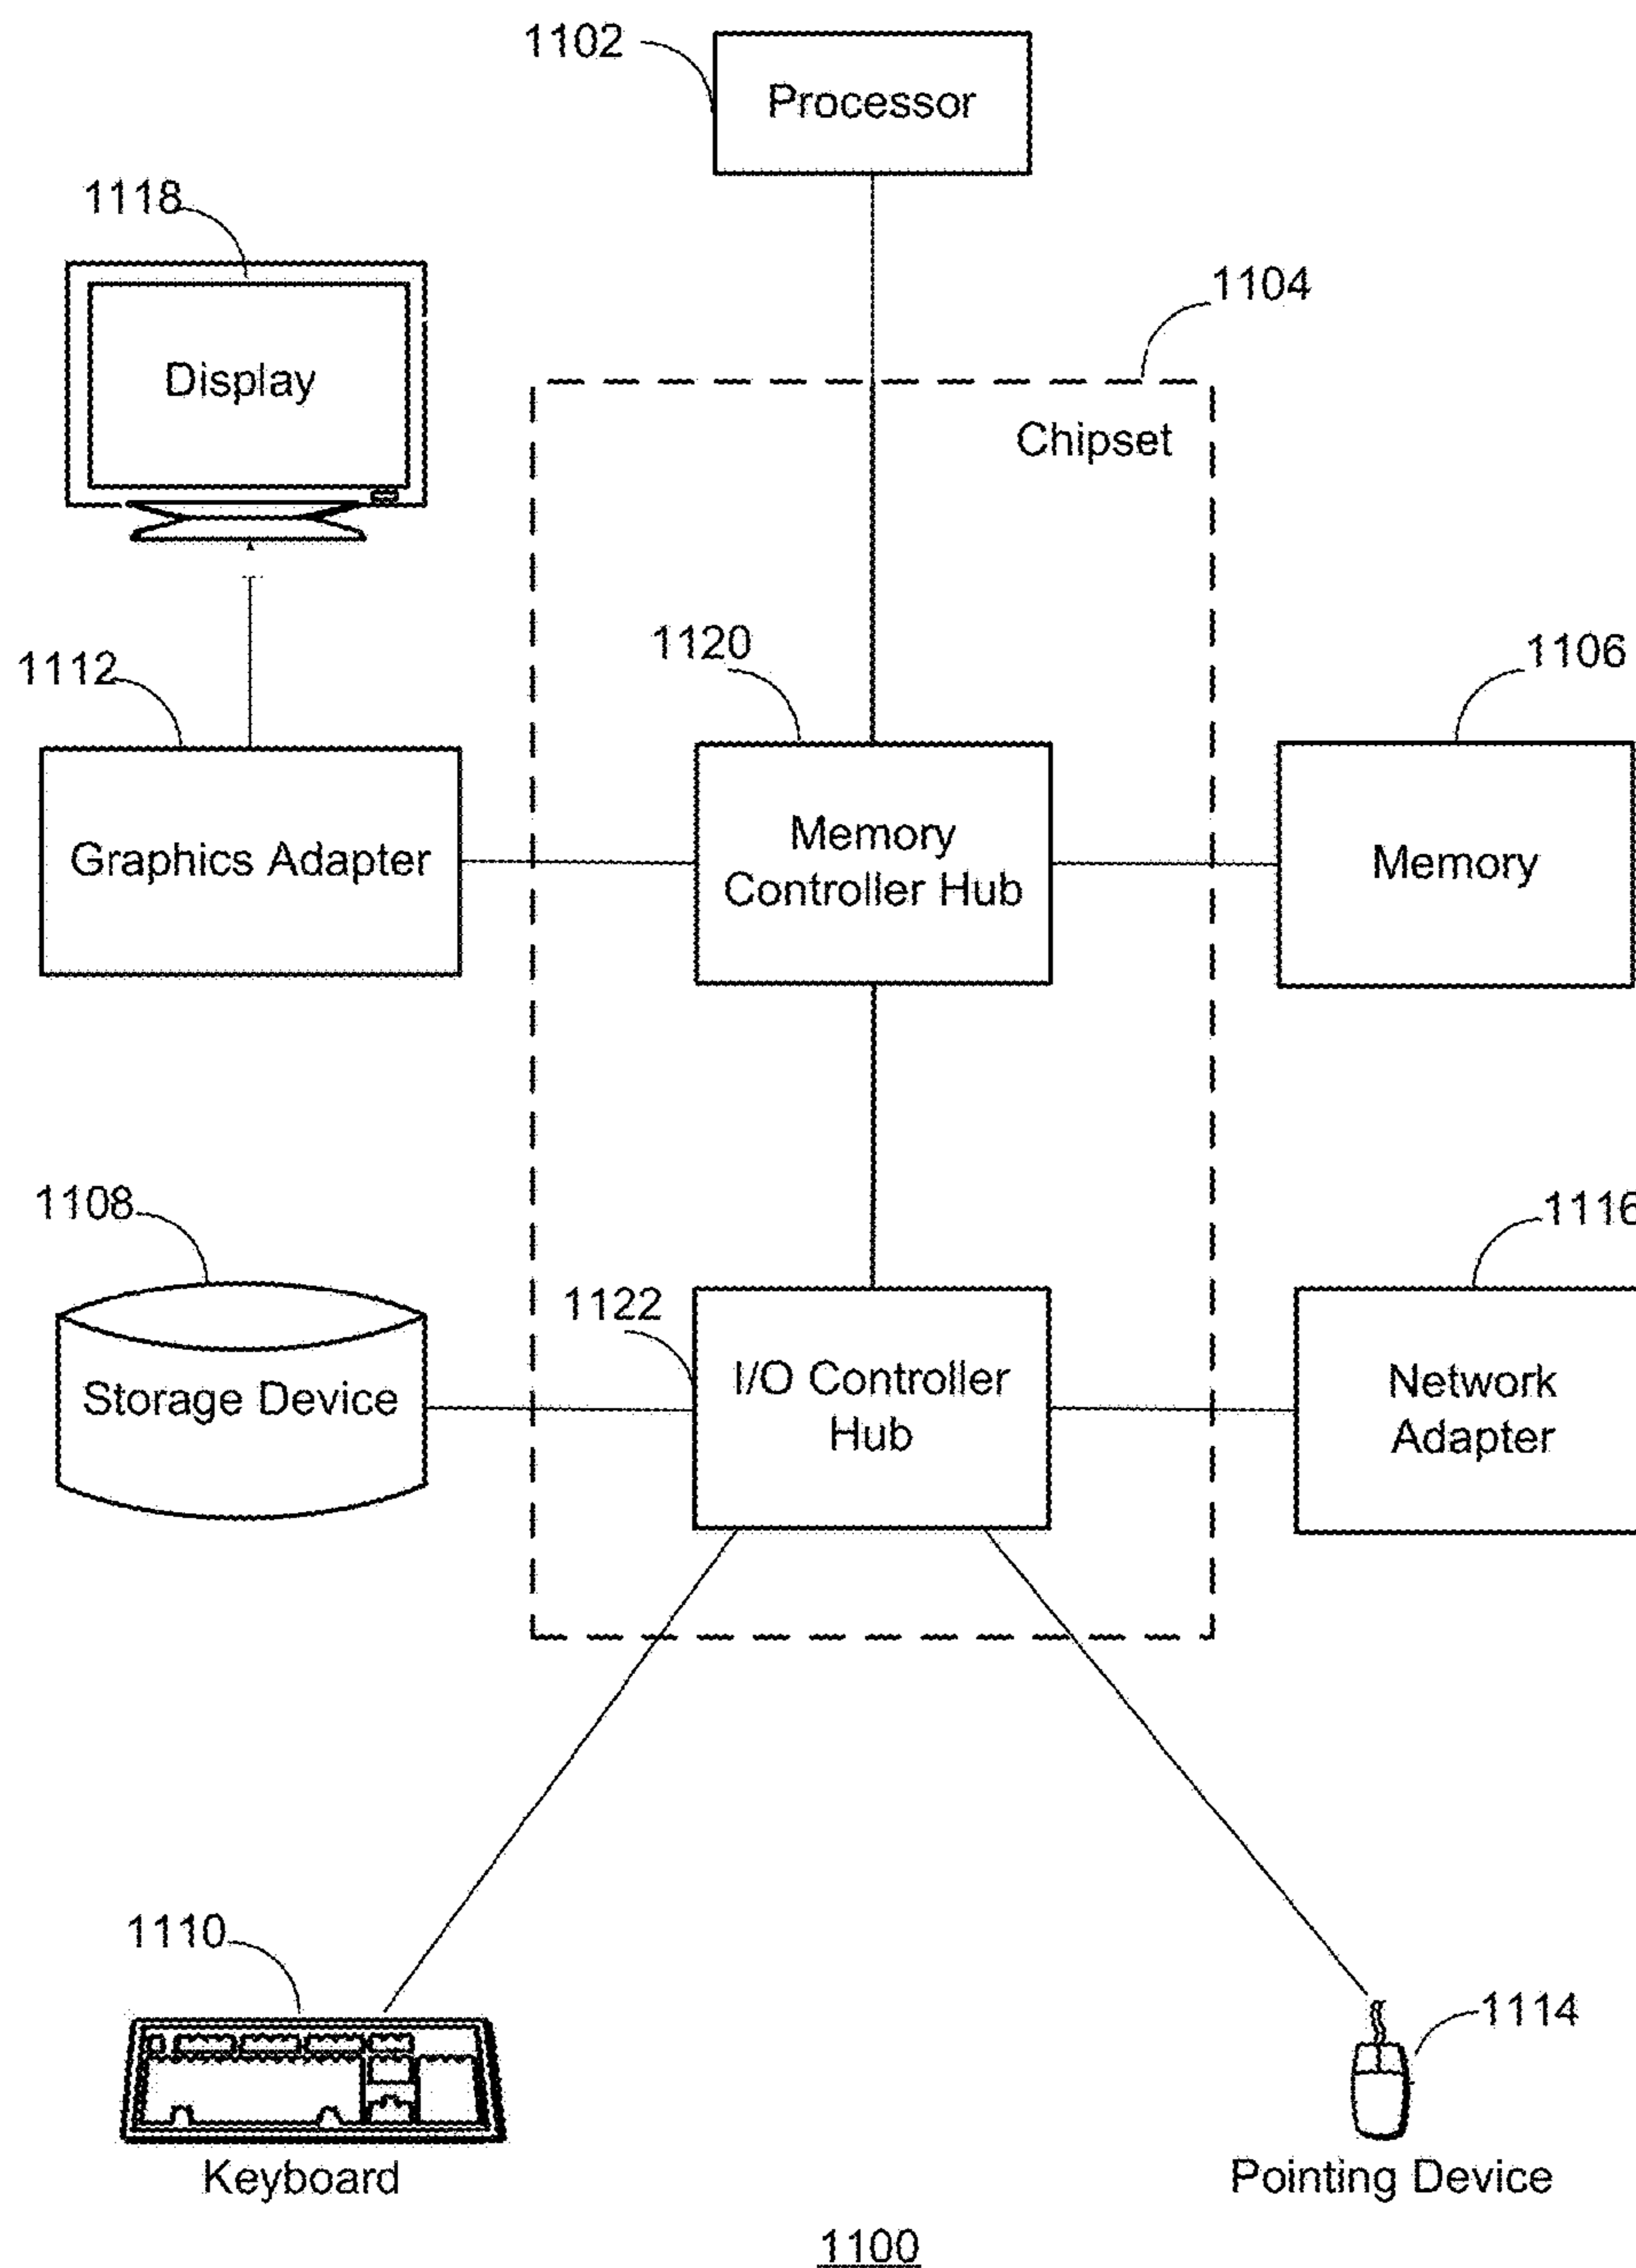 1102
Processor
1118
1104
Display
Chipset
1120
1106
1112
Memory
Controller Hub
Graphics Adapter
Memory
1108
1116
1122
I/O Controller
Hub
Storage Device
Network
Adapter
1110
1114
Keyboard
Pointing Device
1100